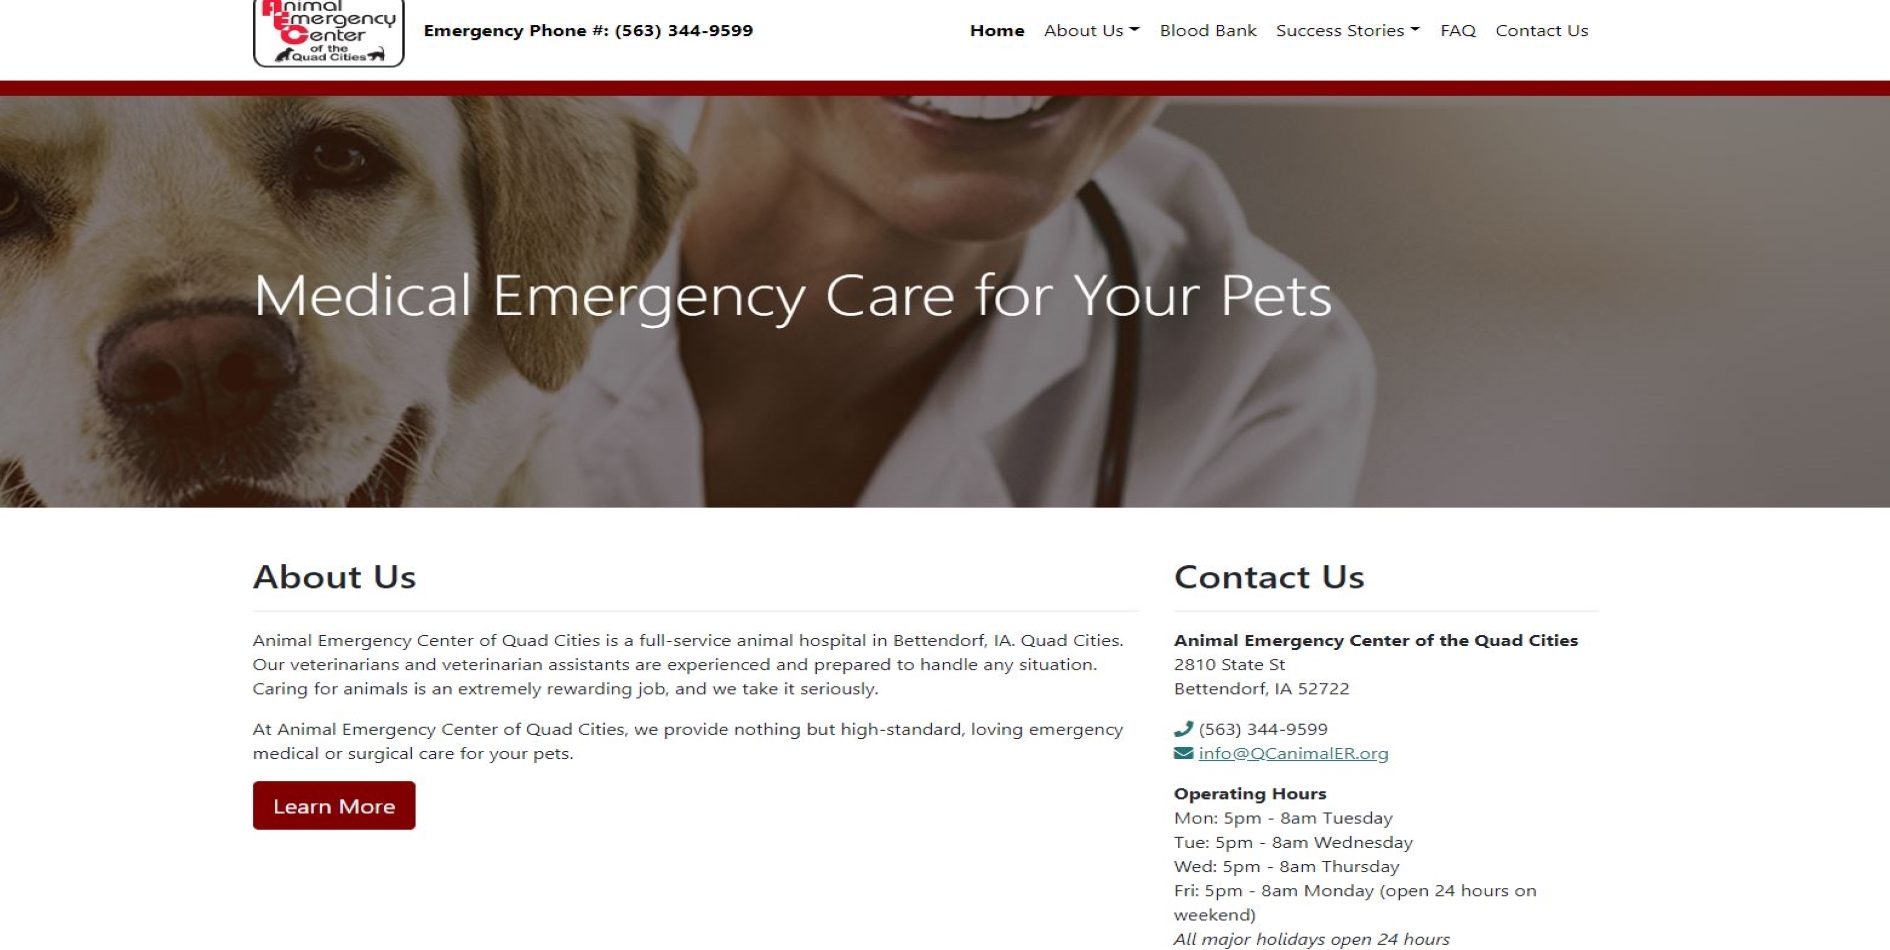 Animal
Emergency
Center
of the
Quad Cities
Emergency Phone #: (563) 344-9599
Home About Us Blood Bank Success Stories FAQ Contact Us
Medical Emergency Care for Your Pets
About Us
Animal Emergency Center of Quad Cities is a full-service animal hospital in Bettendorf, IA. Quad Cities.
Our veterinarians and veterinarian assistants are experienced and prepared to handle any situation.
Caring for animals is an extremely rewarding job, and we take it seriously.
At Animal Emergency Center of Quad Cities, we provide nothing but high-standard, loving emergency
medical or surgical care for your pets.
Learn More
Contact Us
Animal Emergency Center of the Quad Cities
2810 State St
Bettendorf, IA 52722
(563) 344-9599
info@QCanimalER.org
Operating Hours
Mon: 5pm - 8am Tuesday
Tue: 5pm - 8am Wednesday
Wed: 5pm - 8am Thursday
Fri: 5pm - 8am Monday (open 24 hours on
weekend)
All major holidays open 24 hours